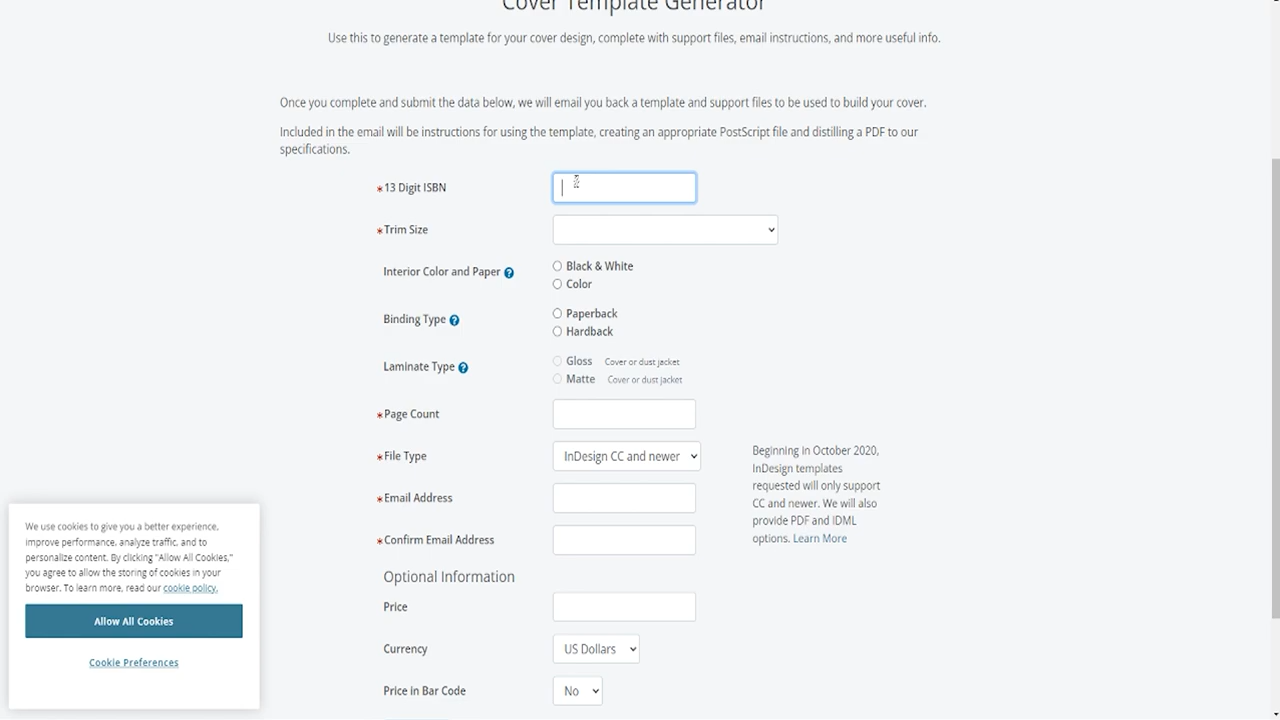 Cover Template Generator
Use this to generate a template for your cover design, complete with support files, email instructions, and more useful info.
Once you complete and submit the data below, we will email you back a template and support files to be used to build your cover.
Included in the email will be instructions for using the template, creating an appropriate PostScript file and distilling a PDF to our
specifications.
*13 Digit ISBN
*Trim Size
Interior Color and Paper ?
Black & White
Color
Binding Type ?
Paperback
Hardback
Laminate Type ?
Gloss Cover or dust jacket
Matte Cover or dust jacket
*Page Count
*File Type InDesign CC and newer
Beginning in October 2020,
InDesign templates
requested will only support
CC and newer. We will also
provide PDF and IDML
options. Learn More
*Email Address
*Confirm Email Address
Optional Information
Price
Currency US Dollars
Price in Bar Code No
We use cookies to give you a better experience,
improve performance, analyze traffic, and to
personalize content. By clicking "Allow All Cookies,"
you agree to allow the storing of cookies in your
browser. To learn more, read our cookie policy.
Allow All Cookies
Cookie Preferences